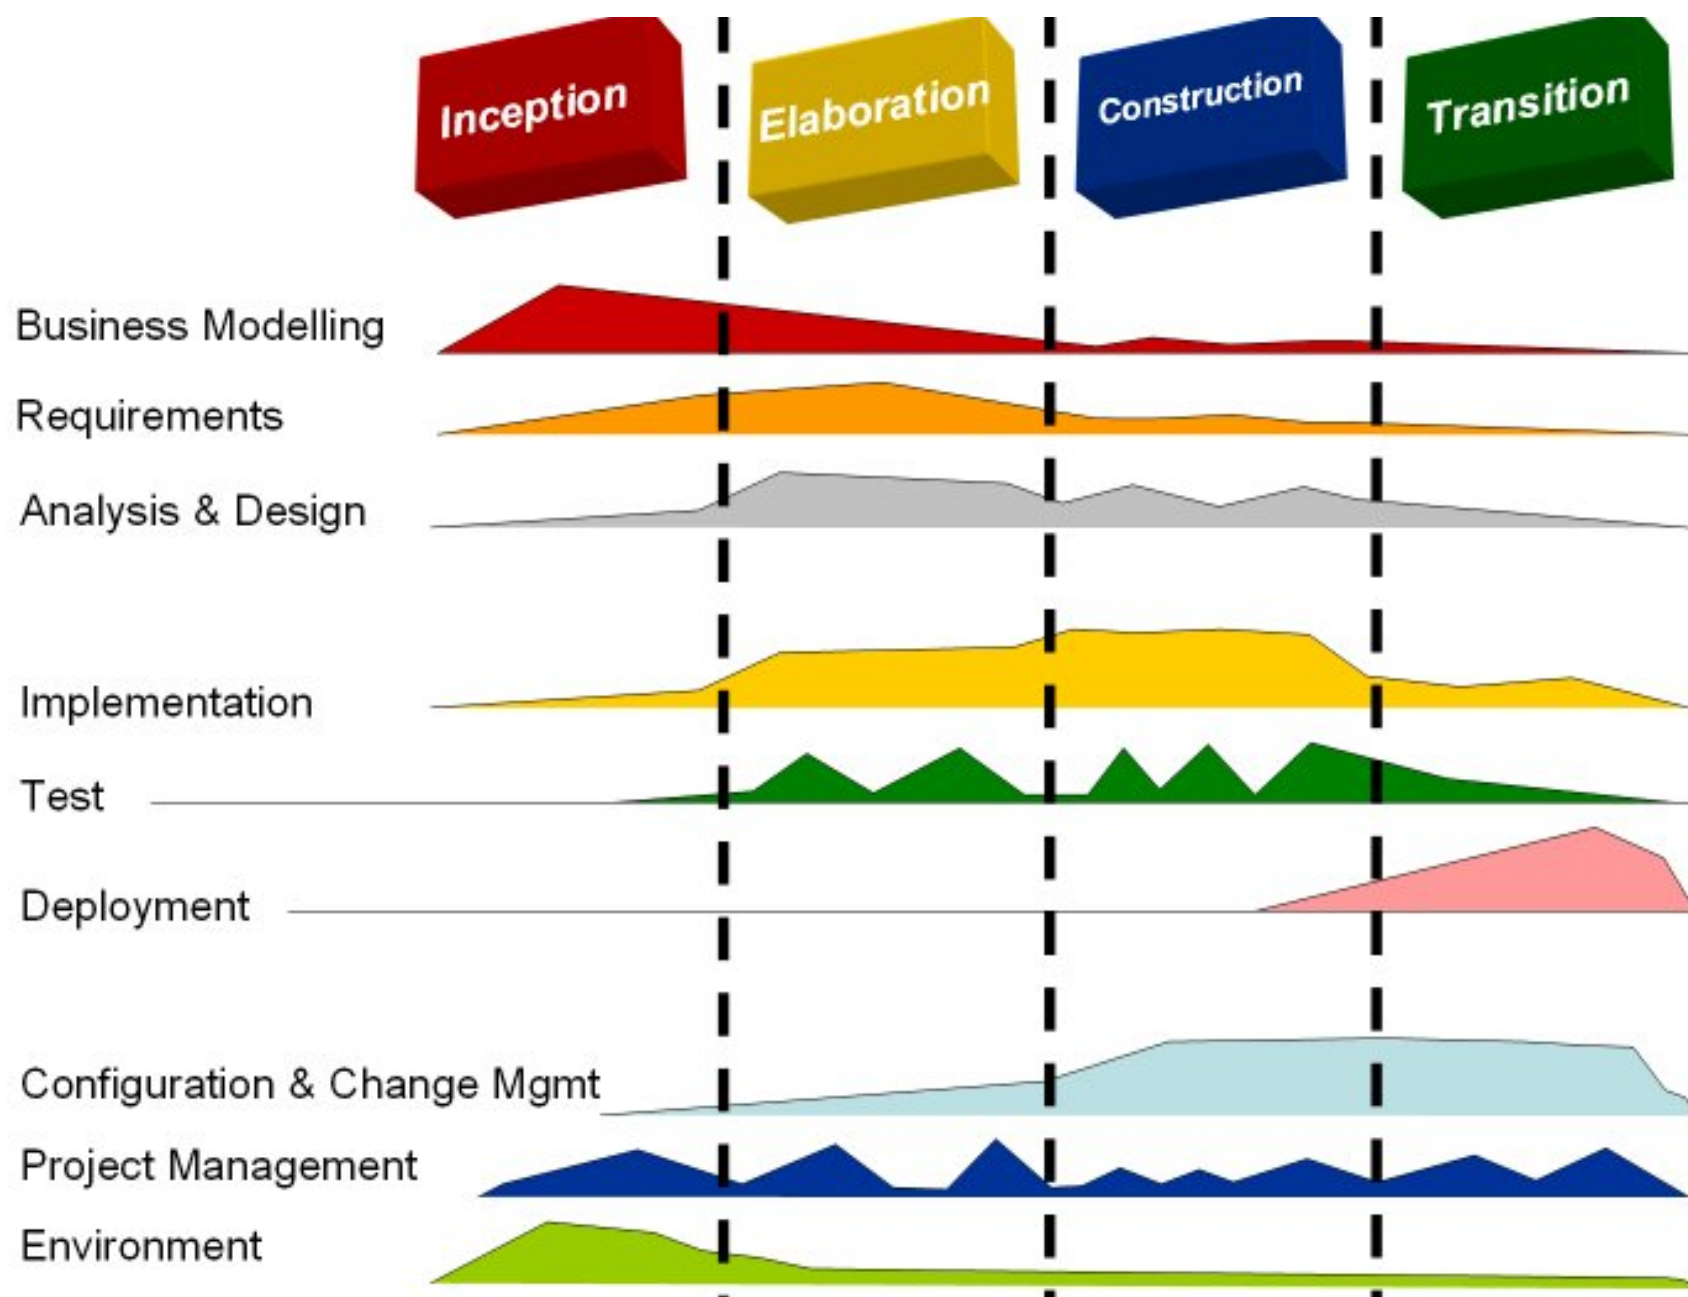 Inception
Elaboration
Construction
Transition
Business Modelling
Requirements
Analysis & Design
Implementation
Test
Deployment
Configuration & Change Mgmt
Project Management
Environment